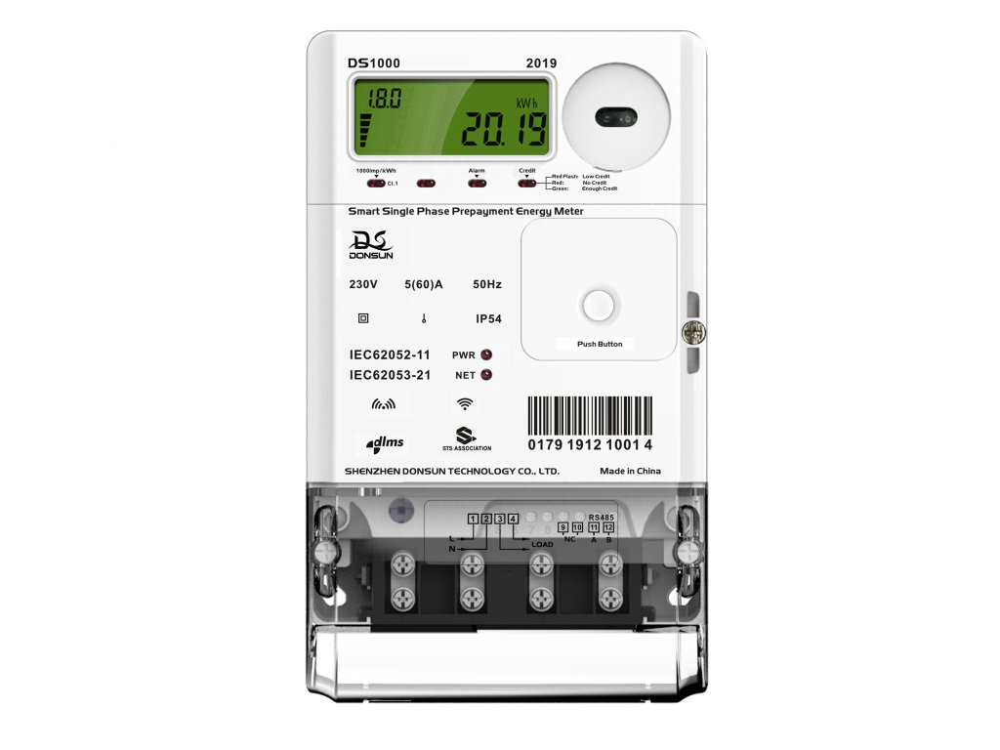 DS1000 2019
1.8.0
kWh
20.19
1000imp/kWh Alarm Credit
Cl.1
Red Flash: Low Credit
Red: No Credit
Green: Enough Credit
Smart Single Phase Prepayment Energy Meter
DS
DONSUN
230V 5(60)A 50Hz
IP54
Push Button
IEC62052-11 PWR
IEC62053-21 NET
dlms
STS ASSOCIATION
0179 1912 1001 4
SHENZHEN DONSUN TECHNOLOGY CO., LTD. Made in China
1 2 3 4 RS485
9 10 11 12
L NC A B
N LOAD